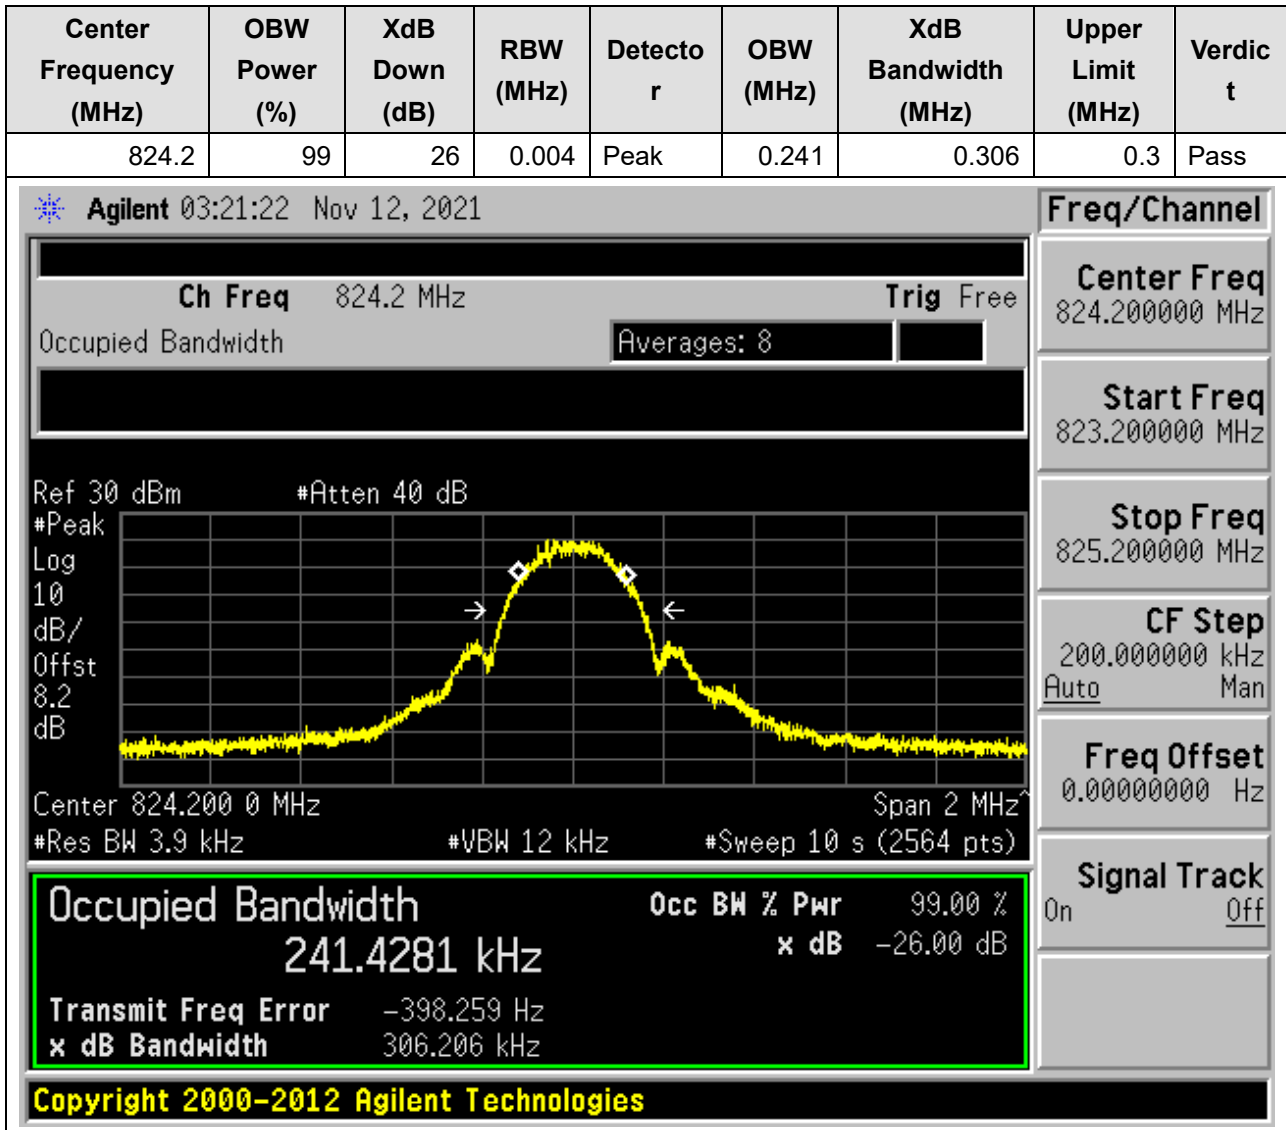 Center Frequency (MHz) OBW Power (%) XdB Down (dB) RBW (MHz) Detecto r OBW (MHz) XdB Bandwidth (MHz) Upper Limit (MHz) Verdic t
824.2 99 26 0.004 Peak 0.241 0.306 0.3 Pass
Agilent 03:21:22 Nov 12, 2021
Ch Freq 824.2 MHz Trig Free
Occupied Bandwidth Averages: 8
Ref 30 dBm #Atten 40 dB
#Peak
Log
10
dB/
Offst
8.2
dB
Center 824.200 0 MHz Span 2 MHz^
#Res BW 3.9 kHz #VBW 12 kHz #Sweep 10 s (2564 pts)
Occupied Bandwidth Occ BW % Pwr 99.00 %
241.4281 kHz x dB -26.00 dB
Transmit Freq Error -398.259 Hz
x dB Bandwidth 306.206 kHz
Copyright 2000-2012 Agilent Technologies
Freq/Channel
Center Freq
824.200000 MHz
Start Freq
823.200000 MHz
Stop Freq
825.200000 MHz
CF Step
200.000000 kHz
Auto Man
Freq Offset
0.00000000 Hz
Signal Track
On Off